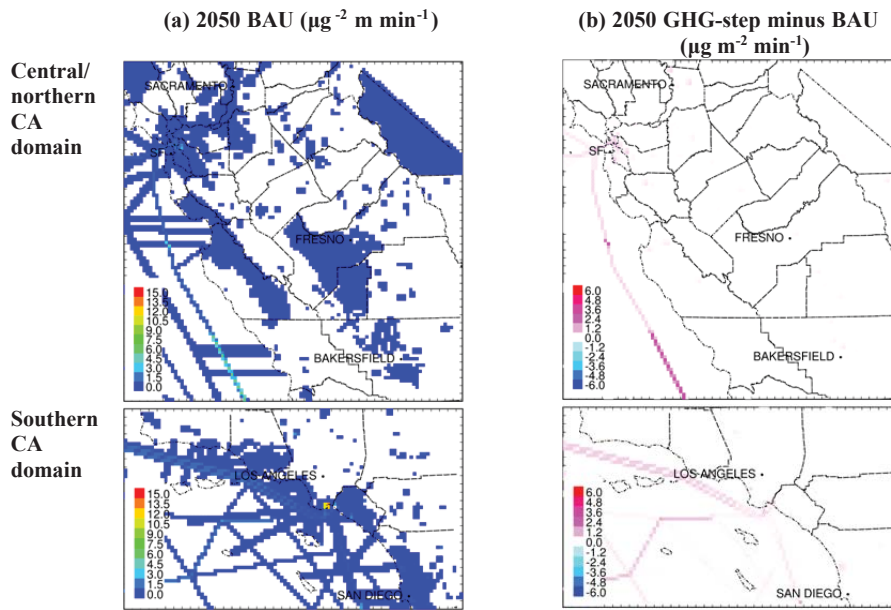 (a) 2050 BAU (µg ⁻² m min⁻¹)
(b) 2050 GHG-step minus BAU
(µg m⁻² min⁻¹)
Central/
northern
CA
domain
SACRAMENTO
SF
FRESNO
BAKERSFIELD
15.0
13.5
12.0
10.5
9.0
7.5
6.0
4.5
3.0
1.5
0.0
SACRAMENTO
SF
FRESNO
BAKERSFIELD
6.0
4.8
3.6
2.4
1.2
0.0
-1.2
-2.4
-3.6
-4.8
-6.0
Southern
CA
domain
LOS ANGELES
SAN DIEGO
15.0
13.5
12.0
10.5
9.0
7.5
6.0
4.5
3.0
1.5
0.0
LOS ANGELES
SAN DIEGO
6.0
4.8
3.6
2.4
1.2
0.0
-1.2
-2.4
-3.6
-4.8
-6.0